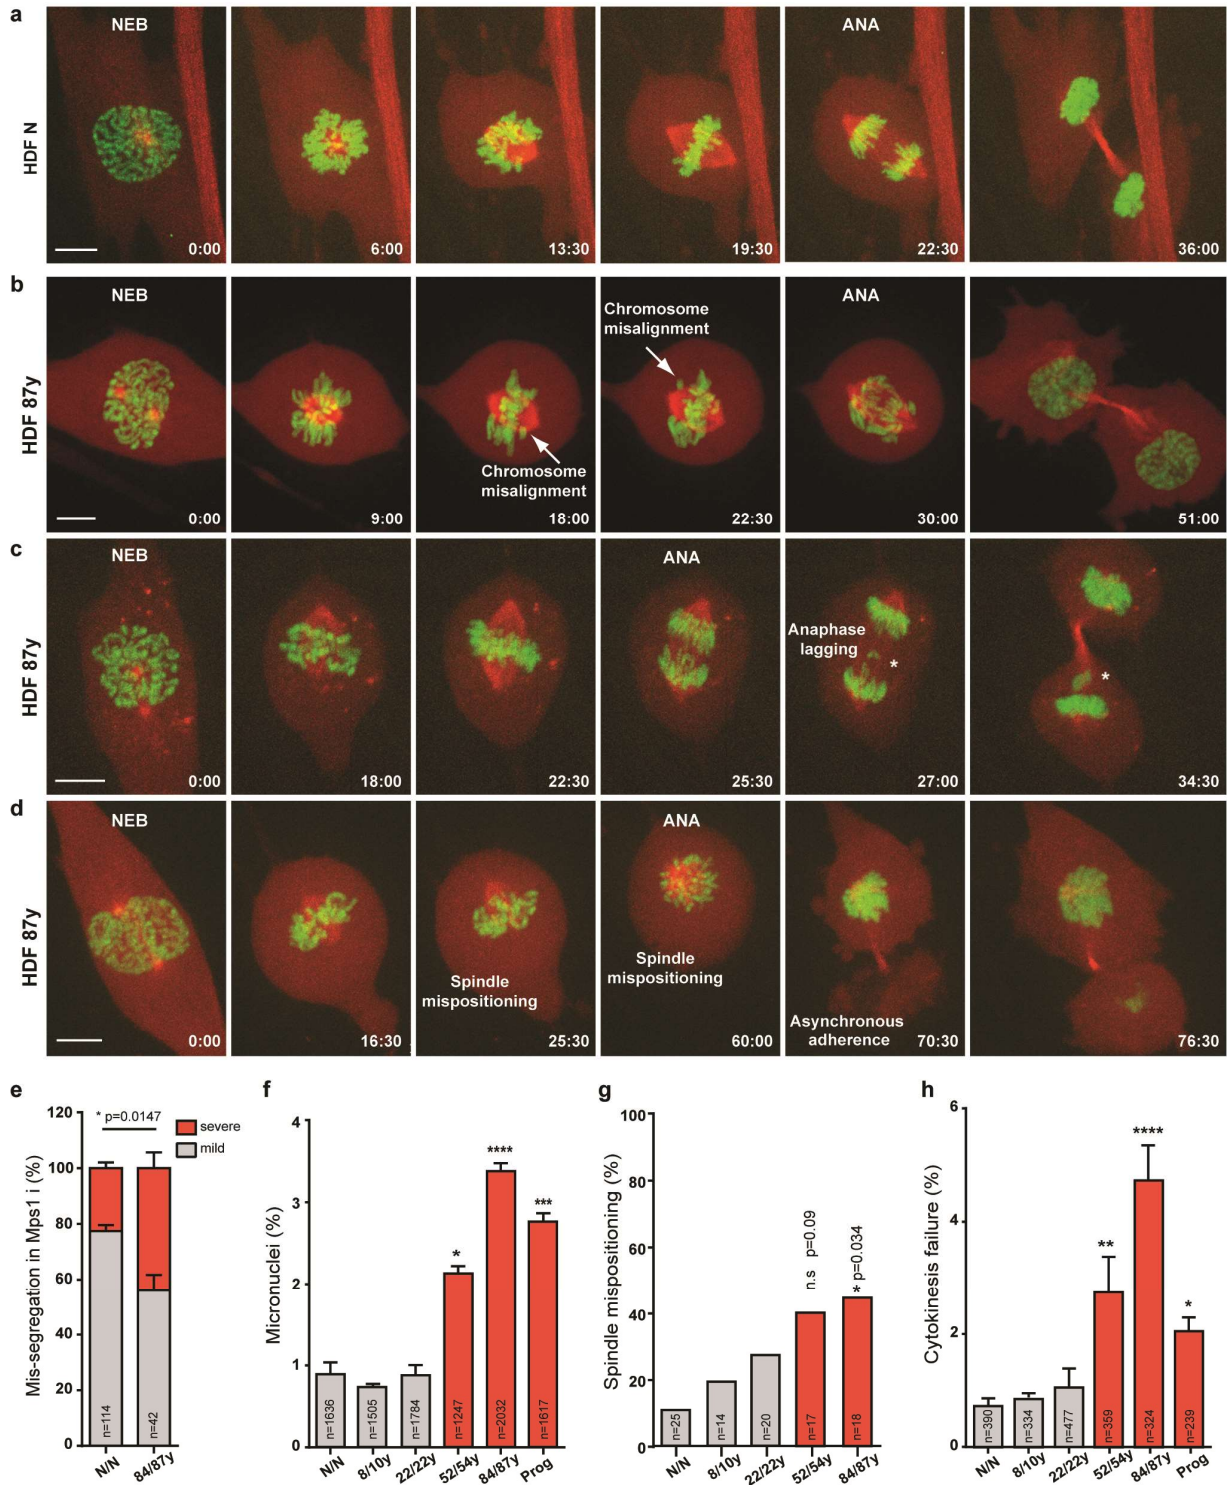 a
HDF N
NEB
ANA
0:00
6:00
13:30
19:30
22:30
36:00
b
HDF 87y
NEB
Chromosome
misalignment
ANA
Chromosome
misalignment
0:00
9:00
18:00
22:30
30:00
51:00
c
HDF 87y
NEB
ANA
Anaphase
lagging
*
*
0:00
18:00
22:30
25:30
27:00
34:30
d
HDF 87y
NEB
ANA
Spindle
mispositioning
Spindle
mispositioning
Asynchronous
adherence
0:00
16:30
25:30
60:00
70:30
76:30
e
Mis-segregation in Mps1 i (%)
120
100
80
60
40
20
0
* p=0.0147
severe
mild
n=114
n=42
N/N
84/87y
f
Micronuclei (%)
4
3
2
1
0
*
****
***
n=1636
n=1505
n=1784
n=1247
n=2032
n=1617
N/N
8/10y
22/22y
52/54y
84/87y
Prog
g
Spindle mispositioning (%)
100
80
60
40
20
0
n.s p=0.09
* p=0.034
n=25
n=14
n=20
n=17
n=18
N/N
8/10y
22/22y
52/54y
84/87y
h
Cytokinesis failure (%)
6
4
2
0
**
****
*
n=390
n=334
n=477
n=359
n=324
n=239
N/N
8/10y
22/22y
52/54y
84/87y
Prog